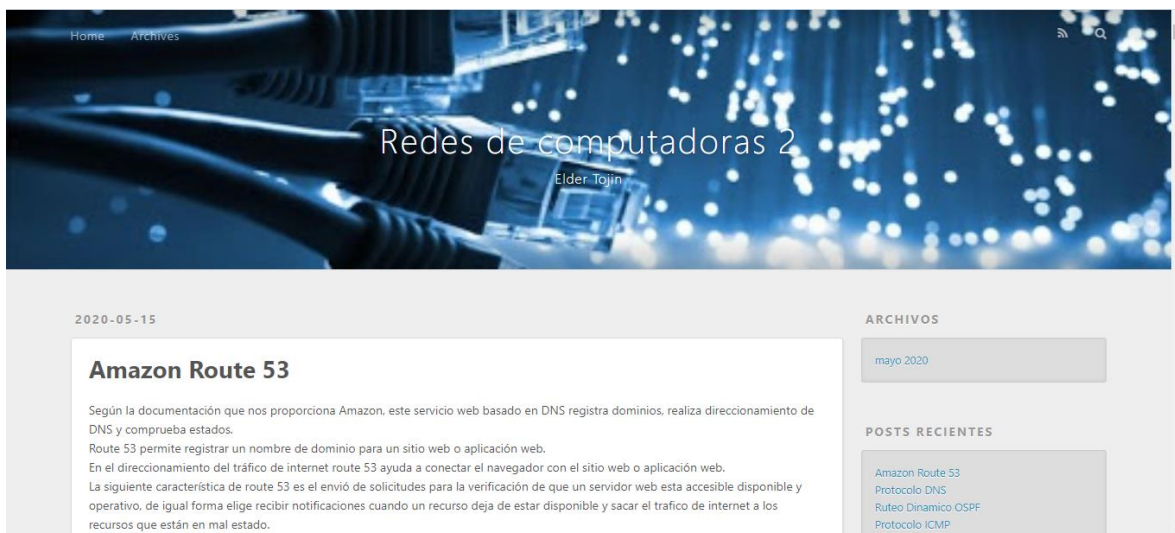 Home Archives
Redes de computadoras 2
Elder Tojin
2020-05-15
Amazon Route 53
Según la documentación que nos proporciona Amazon, este servicio web basado en DNS registra dominios, realiza direccionamiento de
DNS y comprueba estados.
Route 53 permite registrar un nombre de dominio para un sitio web o aplicación web.
En el direccionamiento del tráfico de internet route 53 ayuda a conectar el navegador con el sitio web o aplicación web.
La siguiente característica de route 53 es el envió de solicitudes para la verificación de que un servidor web esta accesible disponible y
operativo, de igual forma elige recibir notificaciones cuando un recurso deja de estar disponible y sacar el trafico de internet a los
recursos que están en mal estado.
ARCHIVOS
mayo 2020
POSTS RECIENTES
Amazon Route 53
Protocolo DNS
Ruteo Dinamico OSPF
Protocolo ICMP